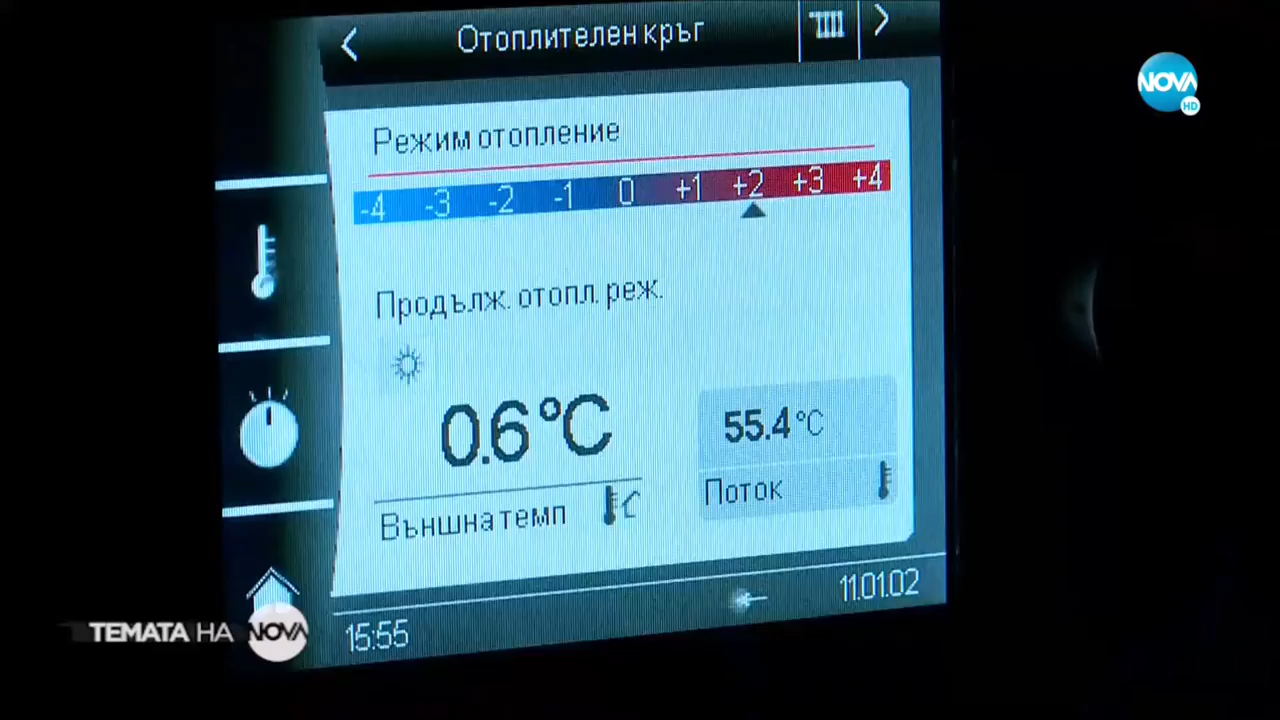 Отоплителен кръг
NOVA
HD
Режим отопление
-4 -3 -2 -1 0 +1 +2 +3 +4
Продълж. отопл. реж.
0.6°C
55.4°C
Външна темп
Поток
15:55
11.01.02
ТЕМАТА НА NOVA